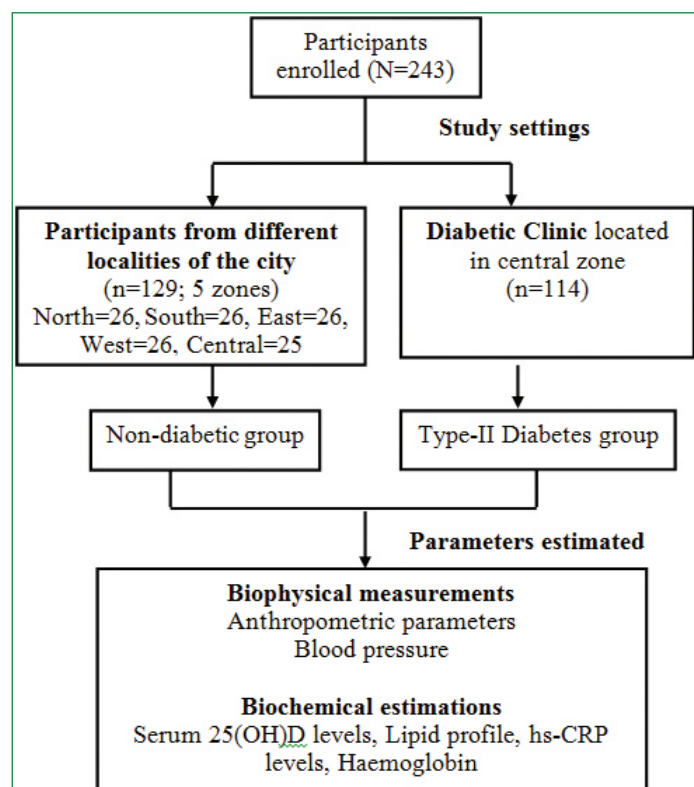 Participants
enrolled (N=243)
Study settings
Participants from different
localities of the city
(n=129; 5 zones)
North=26, South=26, East=26,
West=26, Central=25
Diabetic Clinic located
in central zone
(n=114)
Non-diabetic group
Type-II Diabetes group
Parameters estimated
Biophysical measurements
Anthropometric parameters
Blood pressure
Biochemical estimations
Serum 25(OH)D levels, Lipid profile, hs-CRP
levels, Haemoglobin